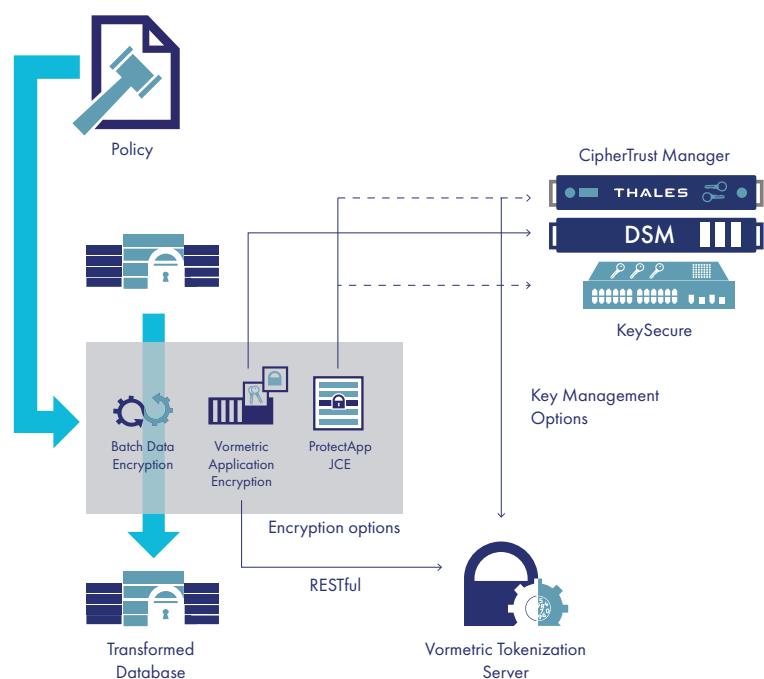 Policy
CipherTrust Manager
THALES
DSM
KeySecure
Key Management
Options
Batch Data
Encryption
Vormetric
Application
Encryption
ProtectApp
JCE
Encryption options
RESTful
Transformed
Database
Vormetric Tokenization
Server